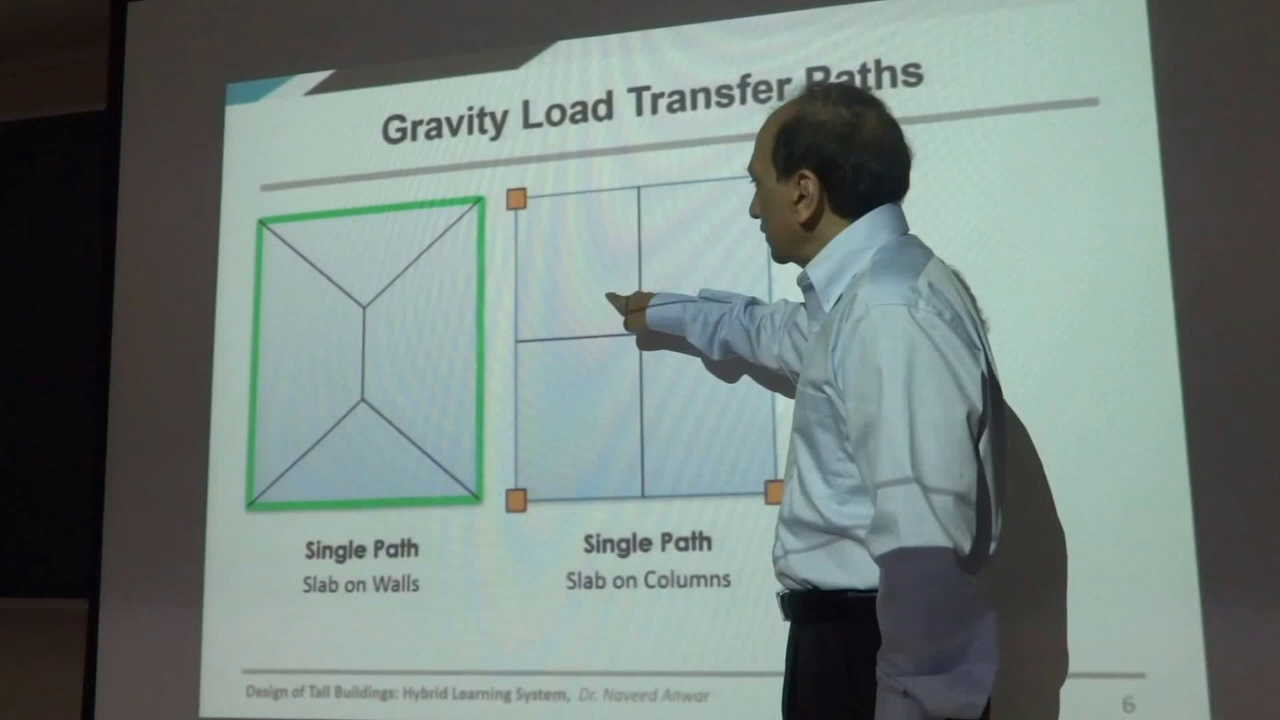 Gravity Load Transfer Paths
Single Path
Slab on Walls
Single Path
Slab on Columns
Design of Tall Buildings: Hybrid Learning System, Dr. Naveed Anwar
6